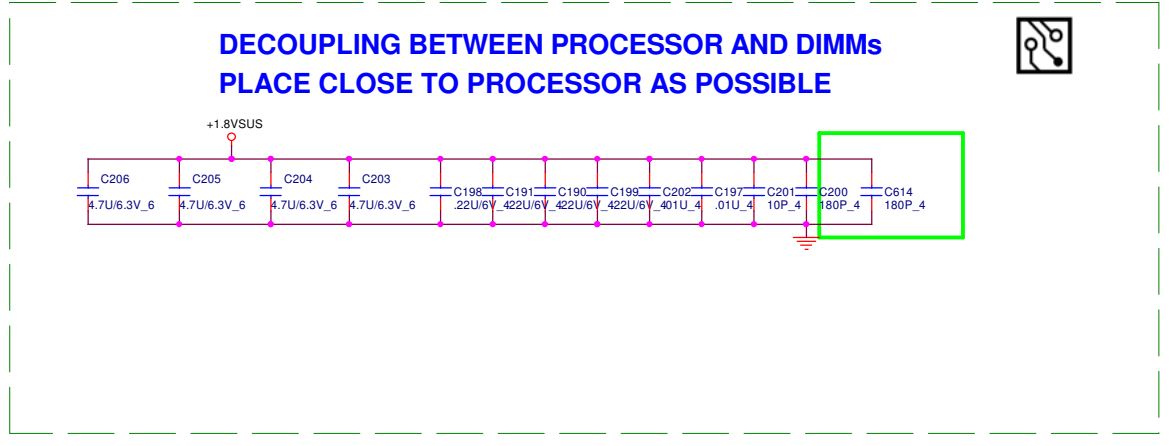 DECOUPLING BETWEEN PROCESSOR AND DIMMs
PLACE CLOSE TO PROCESSOR AS POSSIBLE
+1.8VSUS
C206 C205 C204 C203 C198 C191 C190 C199 C202 C197 C201 C200 C614
4.7U/6.3V_6 4.7U/6.3V_6 4.7U/6.3V_6 4.7U/6.3V_6 .22U/6V_4 .22U/6V_4 .22U/6V_4 .22U/6V_4 .01U_4 .01U_4 10P_4 180P_4 180P_4